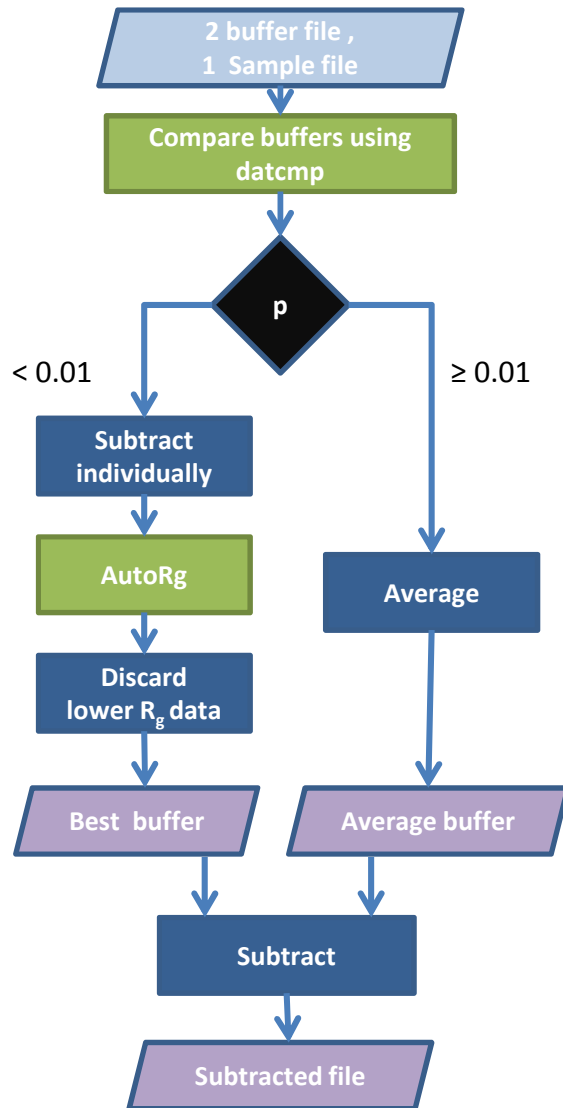 2 buffer file ,
1 Sample file
Compare buffers using
datcmp
p
< 0.01
≥ 0.01
Subtract
individually
AutoRg
Average
Discard
lower Rg data
Best buffer
Average buffer
Subtract
Subtracted file